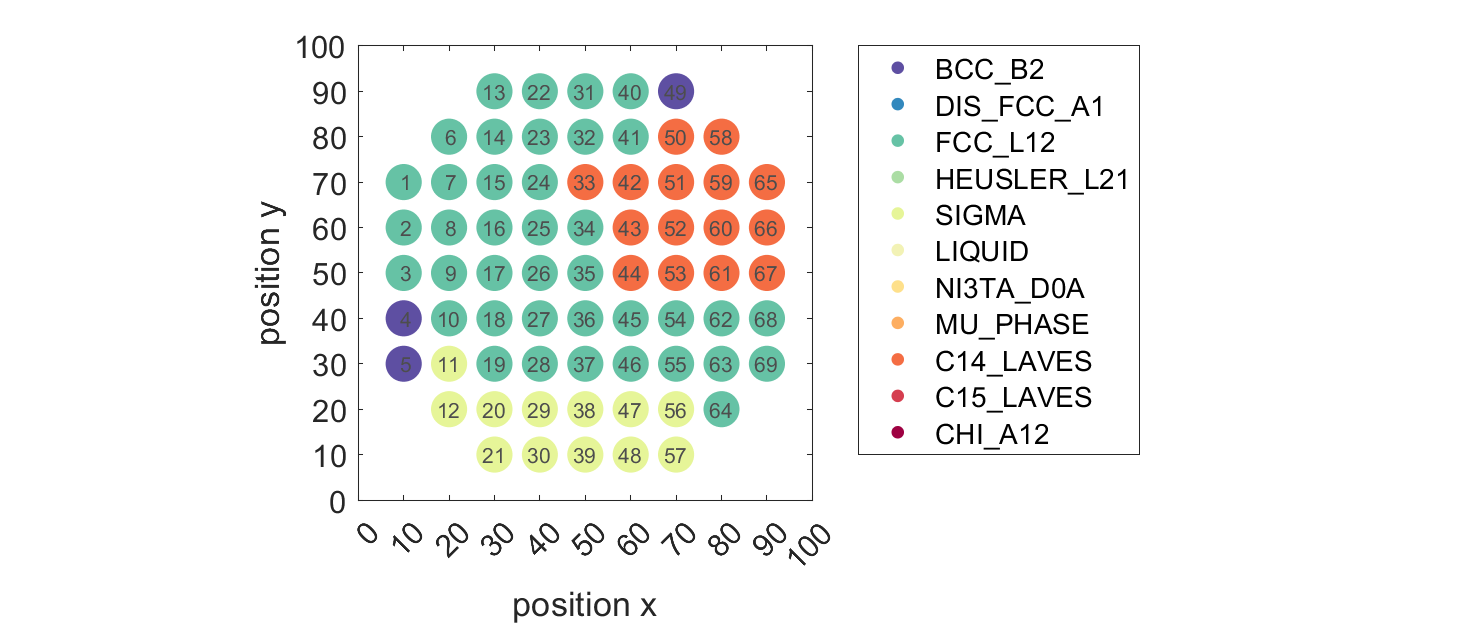 100
90
80
70
60
50
40
30
20
10
0
position y
13 22 31 40 49
6 14 23 32 41 50 58
1 7 15 24 33 42 51 59 65
2 8 16 25 34 43 52 60 66
3 9 17 26 35 44 53 61 67
4 10 18 27 36 45 54 62 68
5 11 19 28 37 46 55 63 69
12 20 29 38 47 56 64
21 30 39 48 57
0 10 20 30 40 50 60 70 80 90 100
position x
BCC_B2
DIS_FCC_A1
FCC_L12
HEUSLER_L21
SIGMA
LIQUID
NI3TA_D0A
MU_PHASE
C14_LAVES
C15_LAVES
CHI_A12